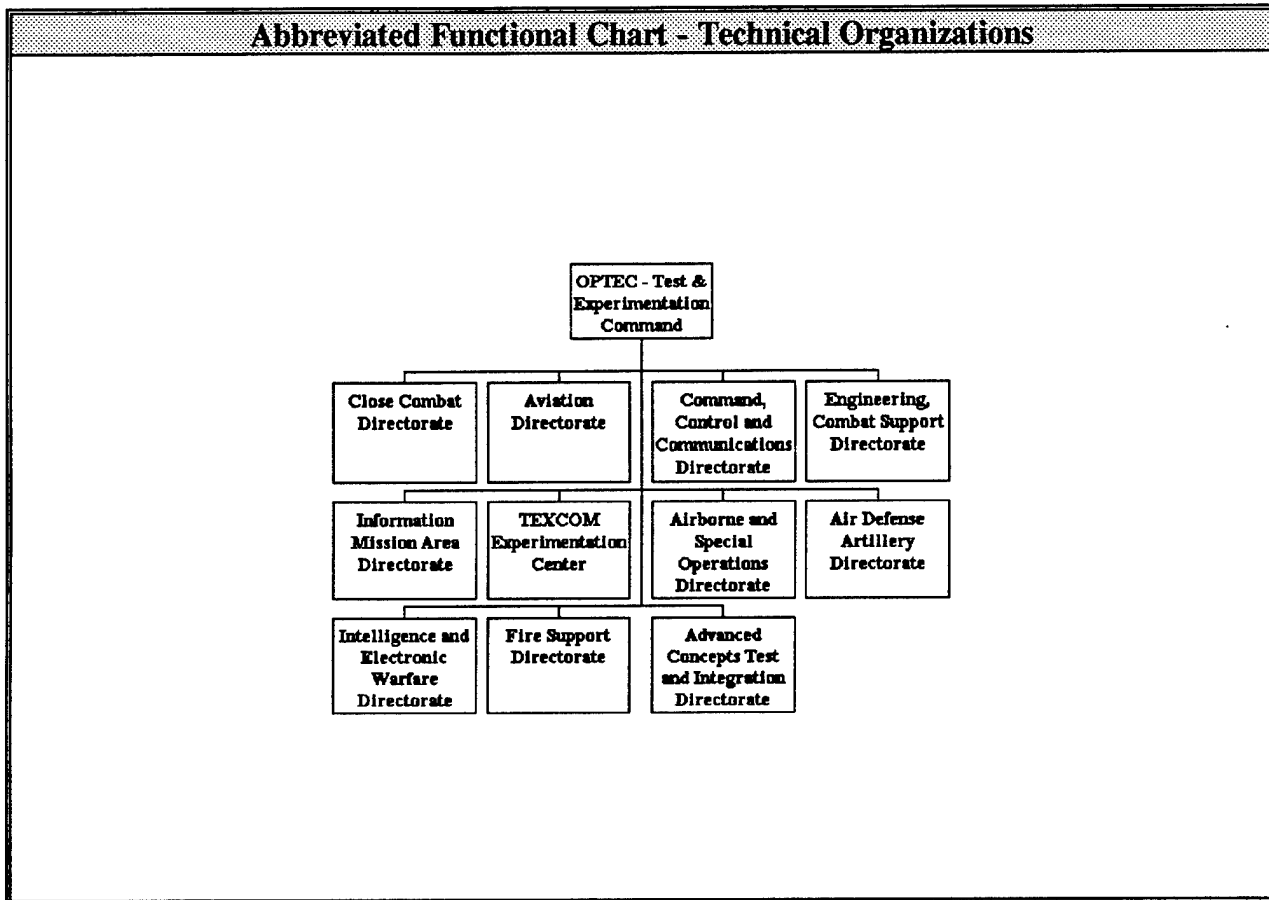 Abbreviated Functional Chart - Technical Organizations
OPTEC - Test &
Experimentation
Command
Close Combat
Directorate
Aviation
Directorate
Command,
Control and
Communications
Directorate
Engineering,
Combat Support
Directorate
Information
Mission Area
Directorate
TEXCOM
Experimentation
Center
Airborne and
Special
Operations
Directorate
Air Defense
Artillery
Directorate
Intelligence and
Electronic
Warfare
Directorate
Fire Support
Directorate
Advanced
Concepts Test
and Integration
Directorate